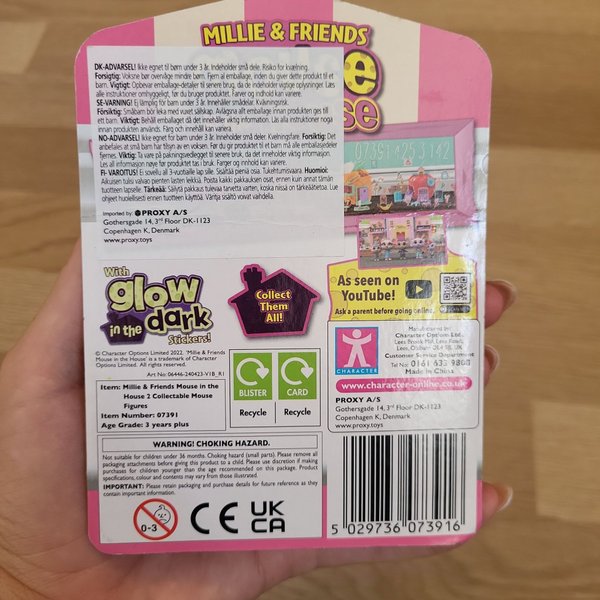 MILLIE & FRIENDS
DK-ADVARSEL! Ikke egnet til børn under 3 år. Indeholder små dele. Risiko for kvælning.
Forsigtig: Voksne bør overvåge mindre børn. Fjern al emballage, inden du giver dette produkt til et
barn. Vigtigt: Opbevar emballage-detaljer til senere brug, da de indeholder vigtige oplysninger. Læs
alle instruktioner omhyggeligt, før du bruger produktet. Farver og indhold kan variere.
SE-VARNING! Ej lämplig för barn under 3 år. Innehåller smådelar. Kvävningsrisk.
Försiktig: Småbarn bör leka med vuxet sällskap. Avlägsna allt emballage innan produkten ges till
ett barn. Viktigt: Behåll emballaget då det innehåller viktig information. Läs alla instruktioner noga
innan produkten används. Färg och innehåll kan variera.
NO-ADVARSEL! Ikke egnet for barn under 3 år. Inneholder små deler. Kvelningsfare. Forsiktig: Det
anbefales at små barn har tilsyn av en voksen. Før du gir produktet til et barn må alle emballasjedeler
fjernes. Viktig: Ta vare på pakningsvedlegget til senere bruk, da det inneholder viktig informasjon.
Les all informasjon nøye før produktet tas i bruk. Farger og innhold kan variere.
FI- VAROITUS! Ei sovellu alle 3-vuotiaille lap sille. Sisältää pieniä osia. Tukehtumisvaara. Huomioi:
Aikuisen tulisi valvoa pienten lasten leikkiä. Poista kaikki pakkauksen osat, ennen kuin annat tämän
tuotteen lapselle. Tärkeää: Säilytä pakkaus tulevaa tarvetta varten, koska niissä on tärkeätietoa. Lue
ohjeet huolellisesti ennen tuotteen käyttöä. Väritja sisältö voivat vaihdella.
Imported by PROXY A/S
Gothersgade 14, 3rd Floor DK-1123
Copenhagen K, Denmark
www.proxy.toys
07391 425 3 142
With
glow
in the dark
Stickers!
Collect
Them
All!
As seen on
YouTube!
Ask a parent before going online.
© Character Options Limited 2022. 'Millie & Friends
Mouse in the House' is a trademark of Character
Options Limited. All rights reserved.
Art No:06446-240423-V1B_R1
Item: Millie & Friends Mouse in the
House 2 Collectable Mouse
Figures
Item Number: 07391
Age Grade: 3 years plus
BLISTER
Recycle
CARD
Recycle
CHARACTER
Manufactured by:
Character Options Ltd,
Lees Brook Mill, Lees Road,
Lees, Oldham OL4 5JL UK
Customer Service Department
Tel No: 0161 633 9808
Made in China
www.character-online.co.uk
PROXY A/S
Gothersgade 14, 3rd Floor DK-1123
Copenhagen K, Denmark
WARNING! CHOKING HAZARD.
Not suitable for children under 36 months. Choking hazard (small parts). Please remove all
packaging attachments before giving this product to a child. Please use discretion if making
purchases for children younger than the age recommended on this package. Product
specifications, colour and contents may vary from those illustrated.
IMPORTANT: Please retain packaging and purchase details for future reference as they
contain important information.
0-3
CE
UK
CA
5 029736 073916